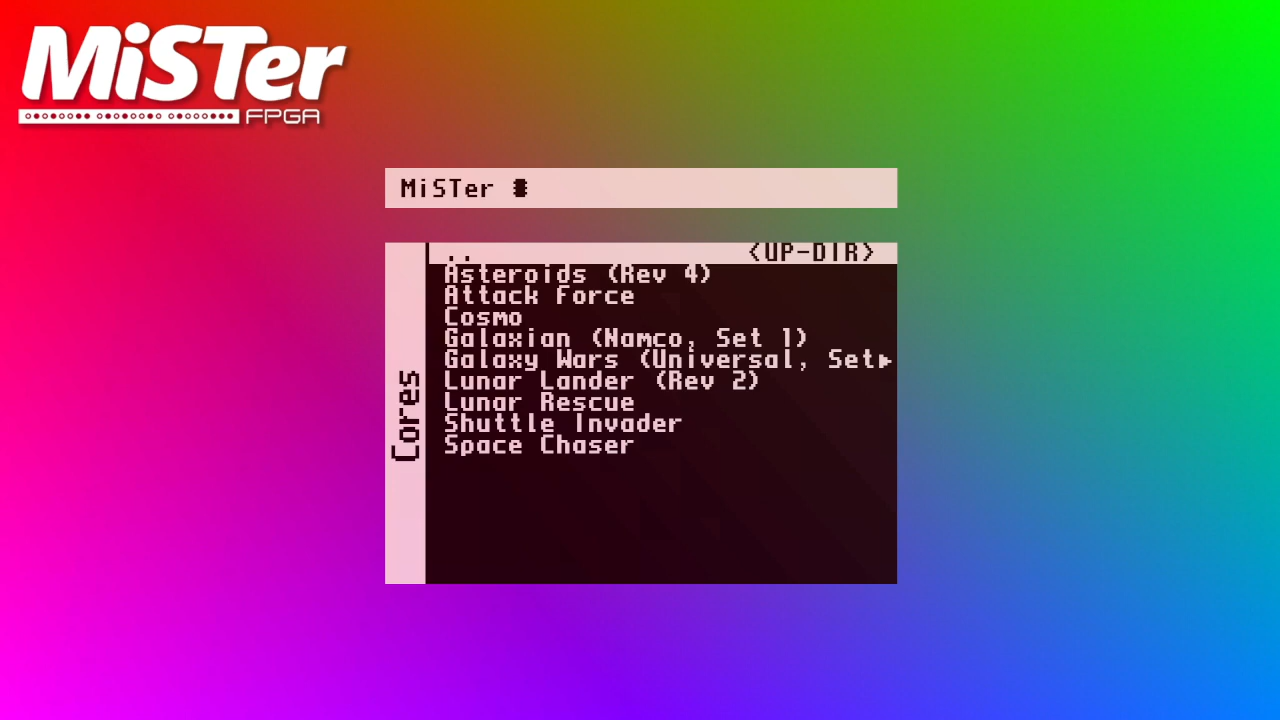 MiSTer
FPGA
MiSTer
.. <UP-DIR>
Asteroids (Rev 4)
Attack Force
Cosmo
Galaxian (Namco, Set 1)
Galaxy Wars (Universal, Set
Lunar Lander (Rev 2)
Lunar Rescue
Shuttle Invader
Space Chaser
Cores